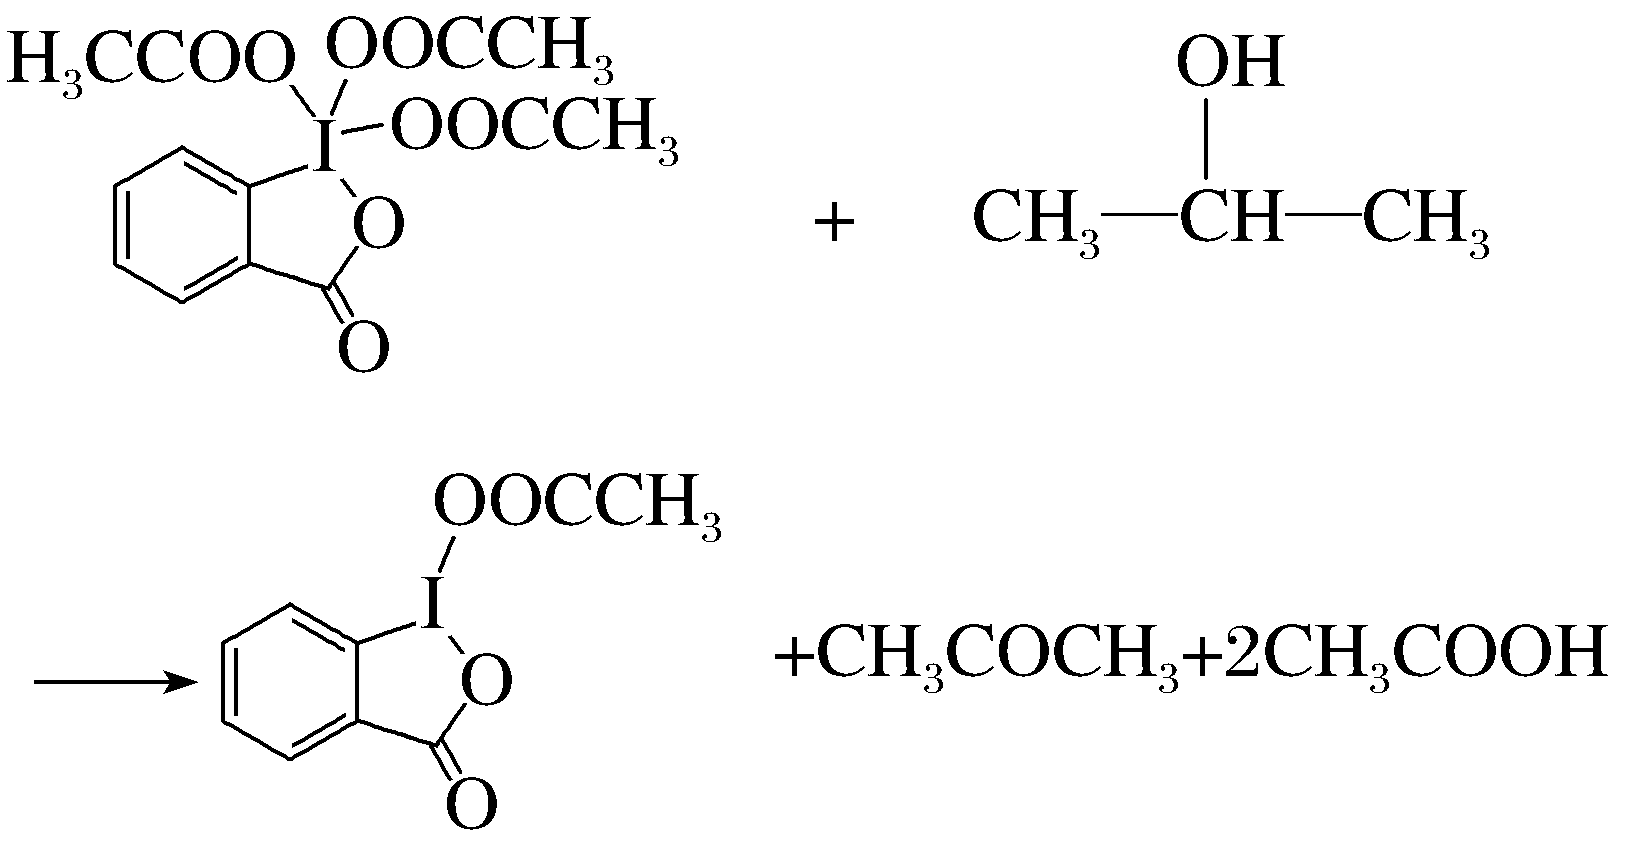 H₃CCOO OOCCH₃ OH
I OOCCH₃
O + CH₃ CH CH₃
O
OOCCH₃
I
O +CH₃COCH₃+2CH₃COOH
O